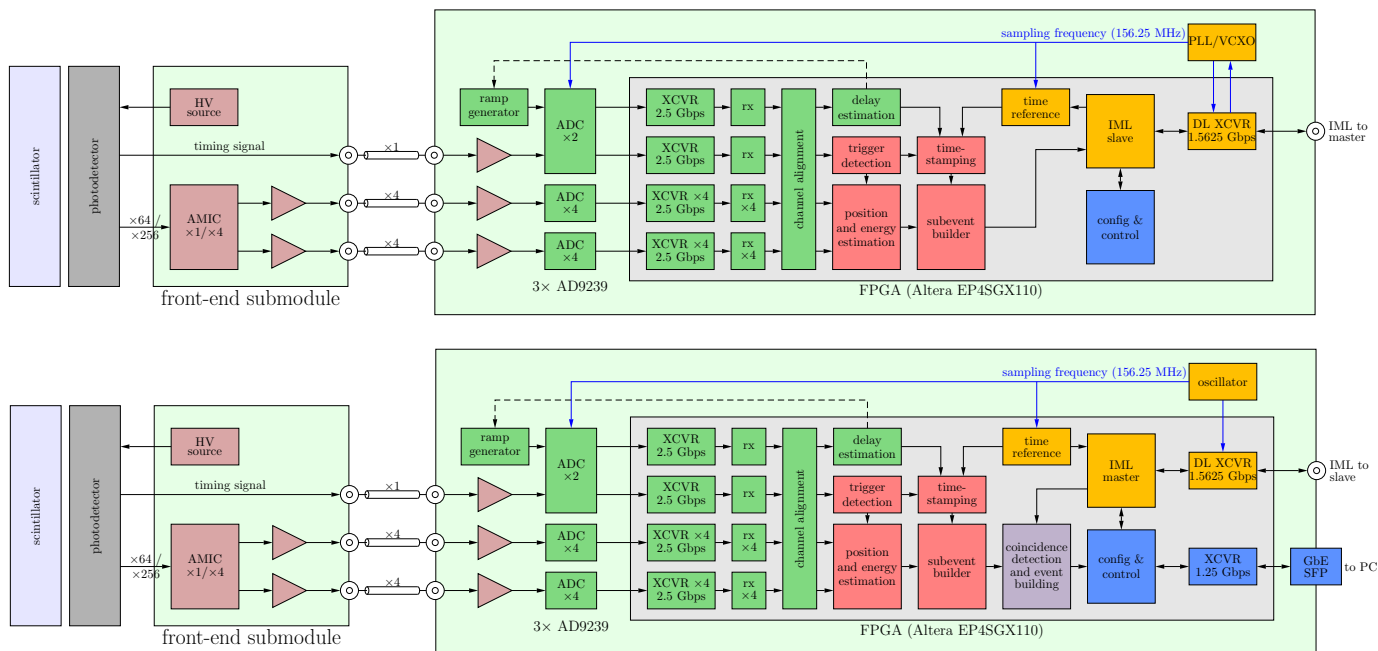 sampling frequency (156.25 MHz)
PLL/VCXO
scintillator
photodetector
HV
source
timing signal
×64 /
×256
AMIC
×1/×4
front-end submodule
×1
×4
×4
ramp
generator
ADC
×2
ADC
×4
ADC
×4
3× AD9239
XCVR
2.5 Gbps
XCVR
2.5 Gbps
XCVR ×4
2.5 Gbps
XCVR ×4
2.5 Gbps
rx
rx
rx
×4
rx
×4
channel alignment
delay
estimation
trigger
detection
time-
stamping
position
and energy
estimation
subevent
builder
time
reference
IML
slave
config &
control
DL XCVR
1.5625 Gbps
IML to
master
FPGA (Altera EP4SGX110)
sampling frequency (156.25 MHz)
oscillator
scintillator
photodetector
HV
source
timing signal
×64 /
×256
AMIC
×1/×4
front-end submodule
×1
×4
×4
ramp
generator
ADC
×2
ADC
×4
ADC
×4
3× AD9239
XCVR
2.5 Gbps
XCVR
2.5 Gbps
XCVR ×4
2.5 Gbps
XCVR ×4
2.5 Gbps
rx
rx
rx
×4
rx
×4
channel alignment
delay
estimation
trigger
detection
time-
stamping
position
and energy
estimation
subevent
builder
time
reference
coincidence
detection
and event
building
IML
master
config &
control
DL XCVR
1.5625 Gbps
IML to
slave
XCVR
1.25 Gbps
GbE
SFP
to PC
FPGA (Altera EP4SGX110)